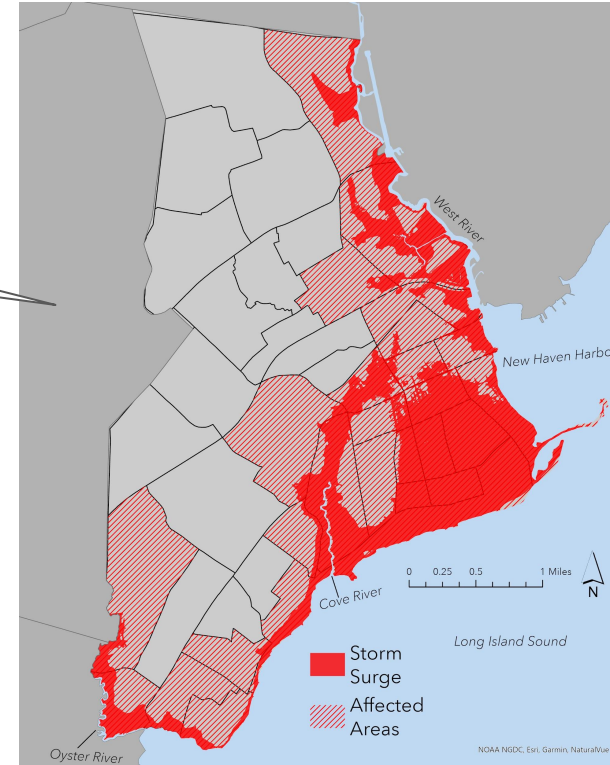 West River
New Haven Harbo
0 0.25 0.5 1 Miles
N
Cove River
Long Island Sound
Storm
Surge
Affected
Areas
Oyster River
NOAA NGDC, Esri, Garmin, NaturalVue